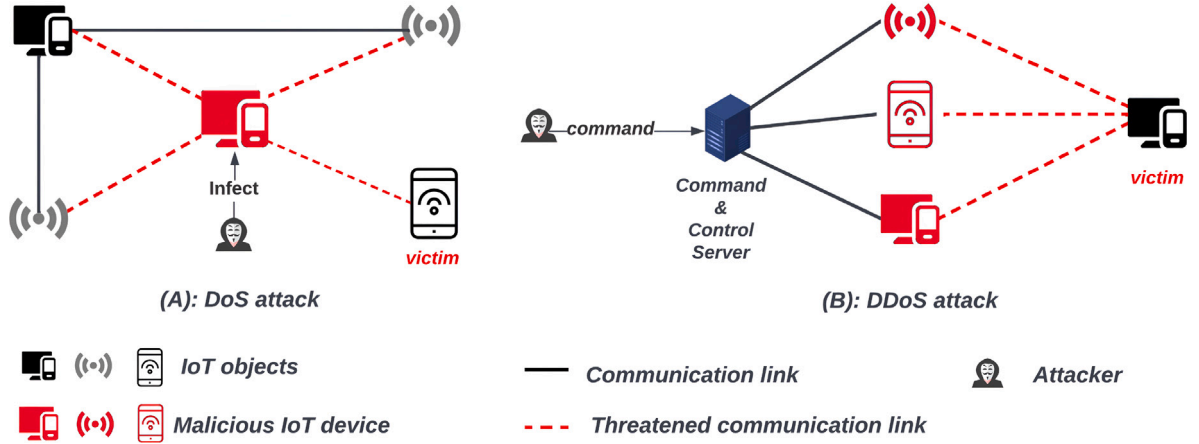 command
Infect
Command
&
Control
Server
victim
victim
(A): DoS attack
(B): DDoS attack
IoT objects
Communication link
Attacker
Malicious IoT device
Threatened communication link